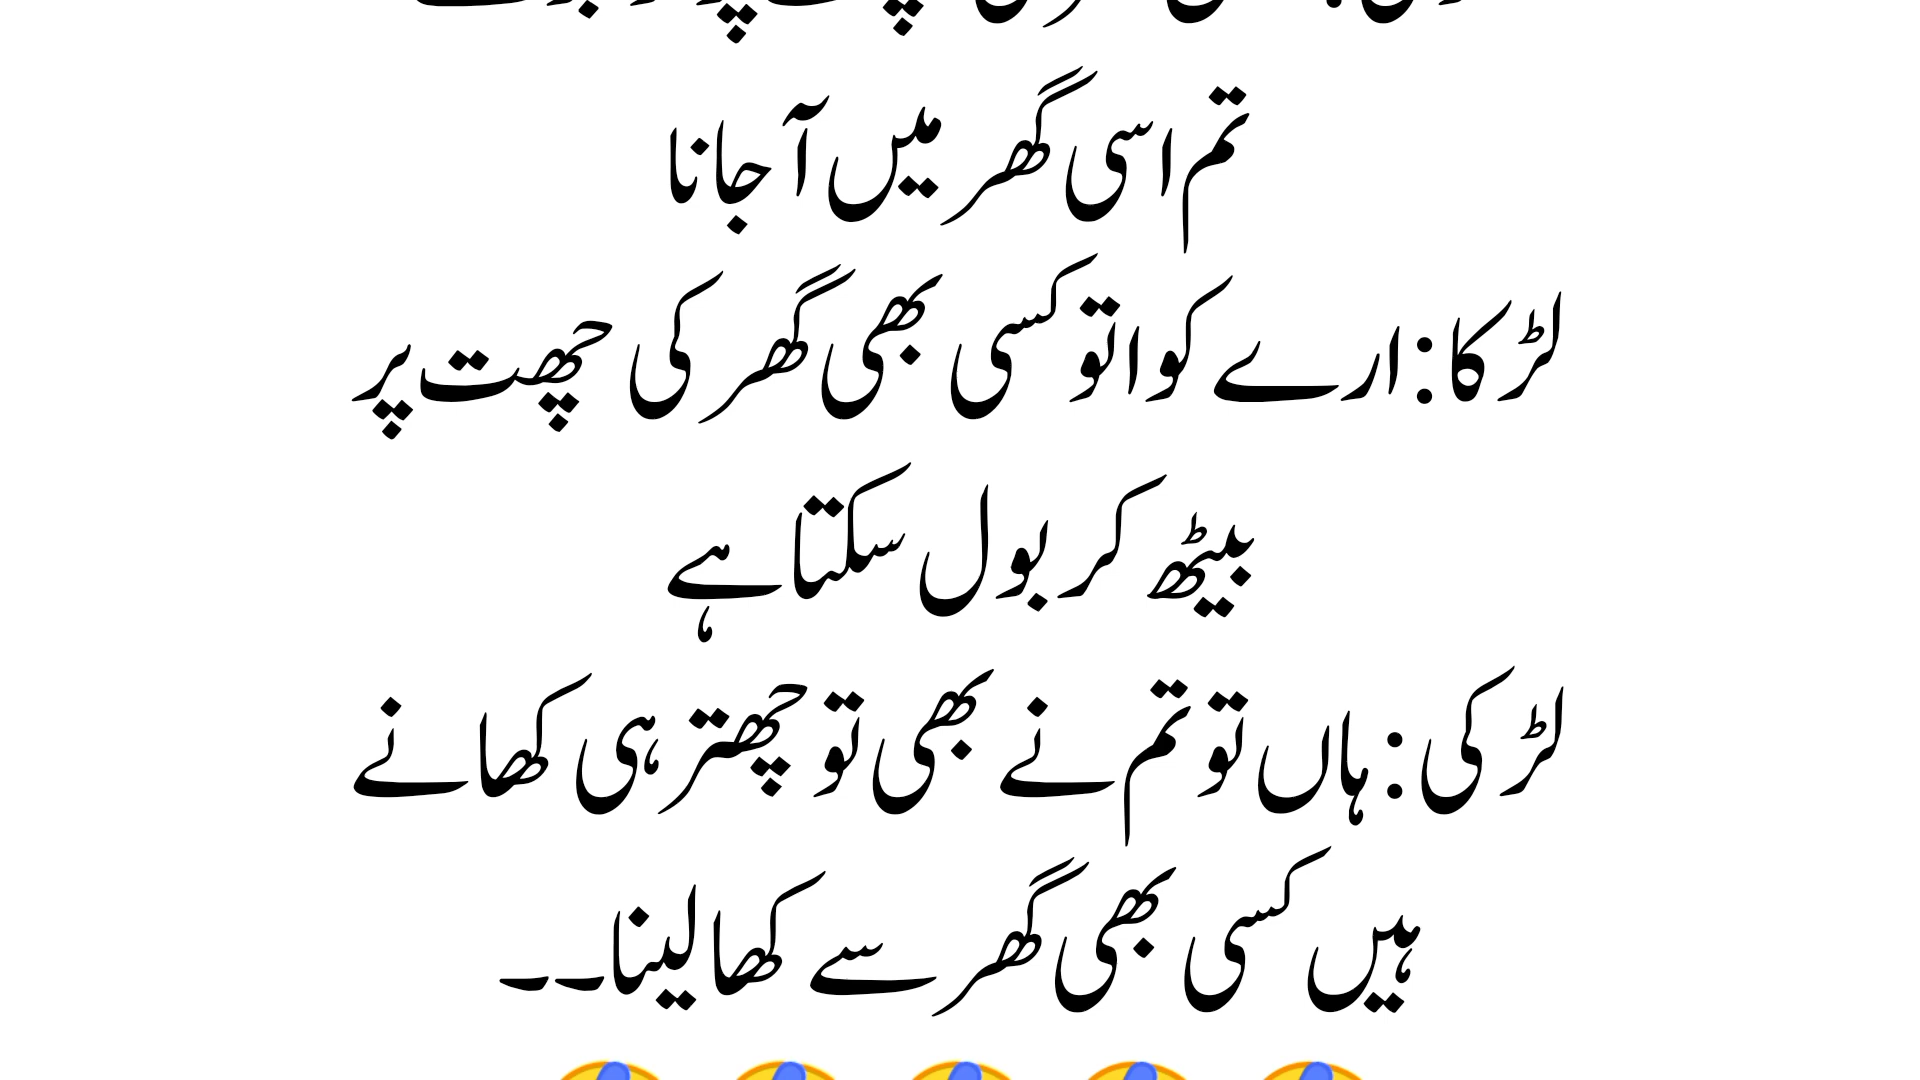 تم اسی گھر میں آ جانا
لڑکا: ارے کوا تو کسی بھی گھر کی چھت پر
بیٹھ کر بول سکتا ہے
لڑکی: ہاں تو تم نے بھی تو چھتر ہی کھانے
ہیں کسی بھی گھر سے کھا لینا۔۔